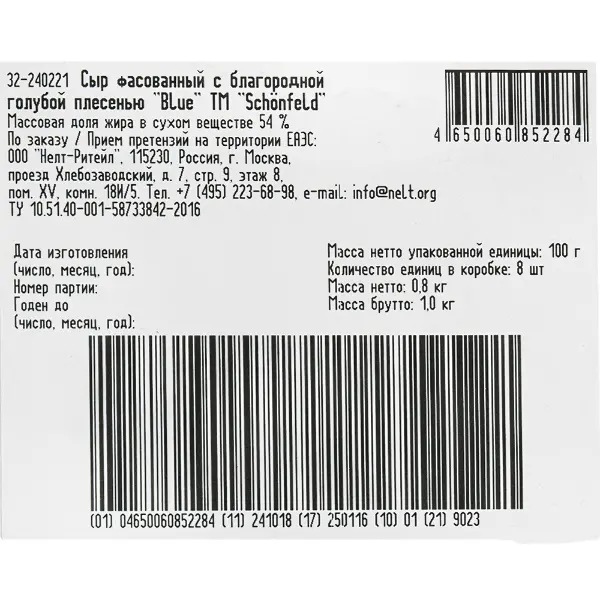 32-240221 Сыр фасованный с благородной
голубой плесенью "Blue" ТМ "Schönfeld"
Массовая доля жира в сухом веществе 54 %
По заказу / Прием претензий на территории ЕАЭС:
ООО "Нелт-Ритейл", 115230, Россия, г. Москва,
проезд Хлебозаводский, д. 7, стр. 9, этаж 8,
пом. XV, комн. 18И/5. Тел. +7 (495) 223-68-98, e-mail: info@nelt.org
ТУ 10.51.40-001-58733842-2016
4 650060 852284
Дата изготовления
(число, месяц, год):
Номер партии:
Годен до
(число, месяц, год):
Масса нетто упакованной единицы: 100 г
Количество единиц в коробке: 8 шт
Масса нетто: 0,8 кг
Масса брутто: 1,0 кг
(01) 04650060852284 (11) 241018 (17) 250116 (10) 01 (21) 9023